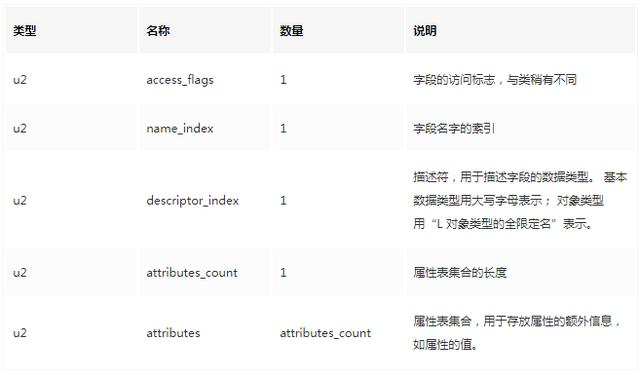 类型 名称 数量 说明
u2 access_flags 1 字段的访问标志，与类稍有不同
u2 name_index 1 字段名字的索引
u2 descriptor_index 1 描述符，用于描述字段的数据类型。 基本
数据类型用大写字母表示； 对象类型
用“L 对象类型的全限定名”表示。
u2 attributes_count 1 属性表集合的长度
u2 attributes attributes_count 属性表集合，用于存放属性的额外信息，
如属性的值。